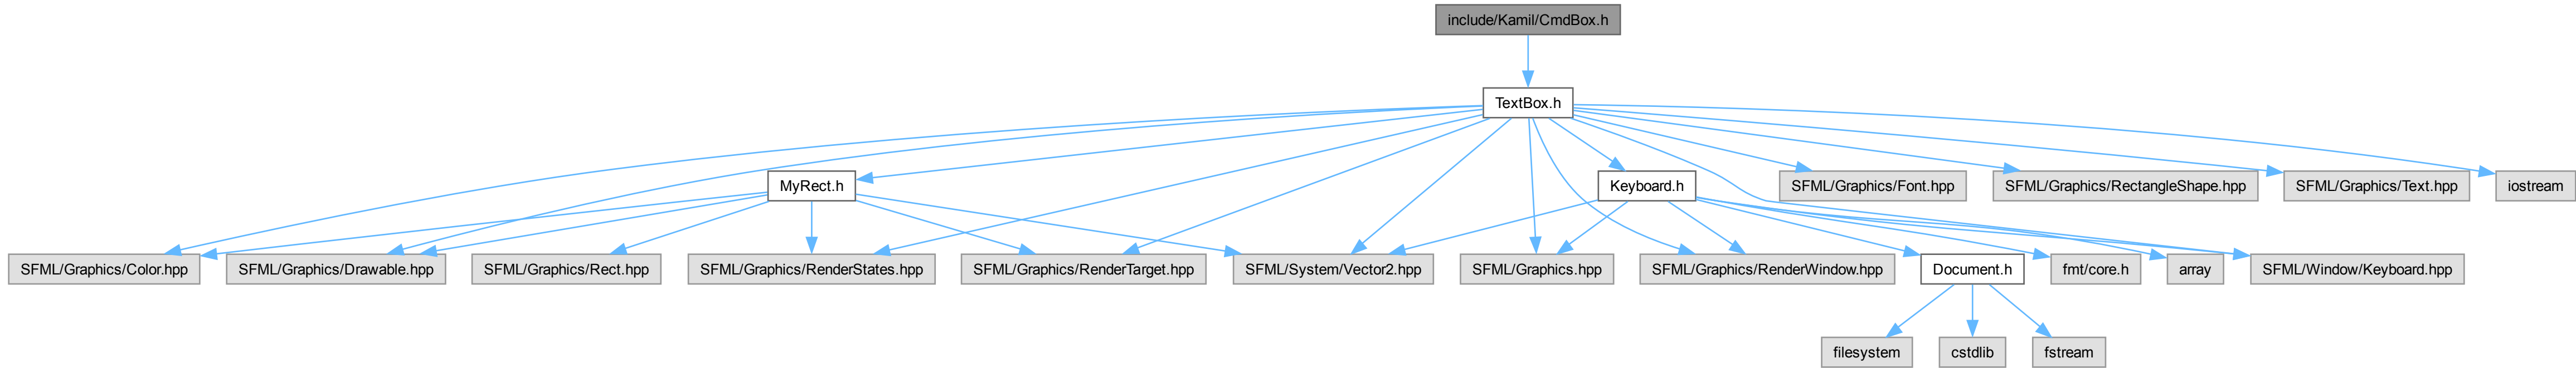 include/Kamil/CmdBox.h
TextBox.h
MyRect.h
Keyboard.h
SFML/Graphics/Font.hpp
SFML/Graphics/RectangleShape.hpp
SFML/Graphics/Text.hpp
iostream
SFML/Graphics/Color.hpp
SFML/Graphics/Drawable.hpp
SFML/Graphics/Rect.hpp
SFML/Graphics/RenderStates.hpp
SFML/Graphics/RenderTarget.hpp
SFML/System/Vector2.hpp
SFML/Graphics.hpp
SFML/Graphics/RenderWindow.hpp
Document.h
fmt/core.h
array
SFML/Window/Keyboard.hpp
filesystem
cstdlib
fstream